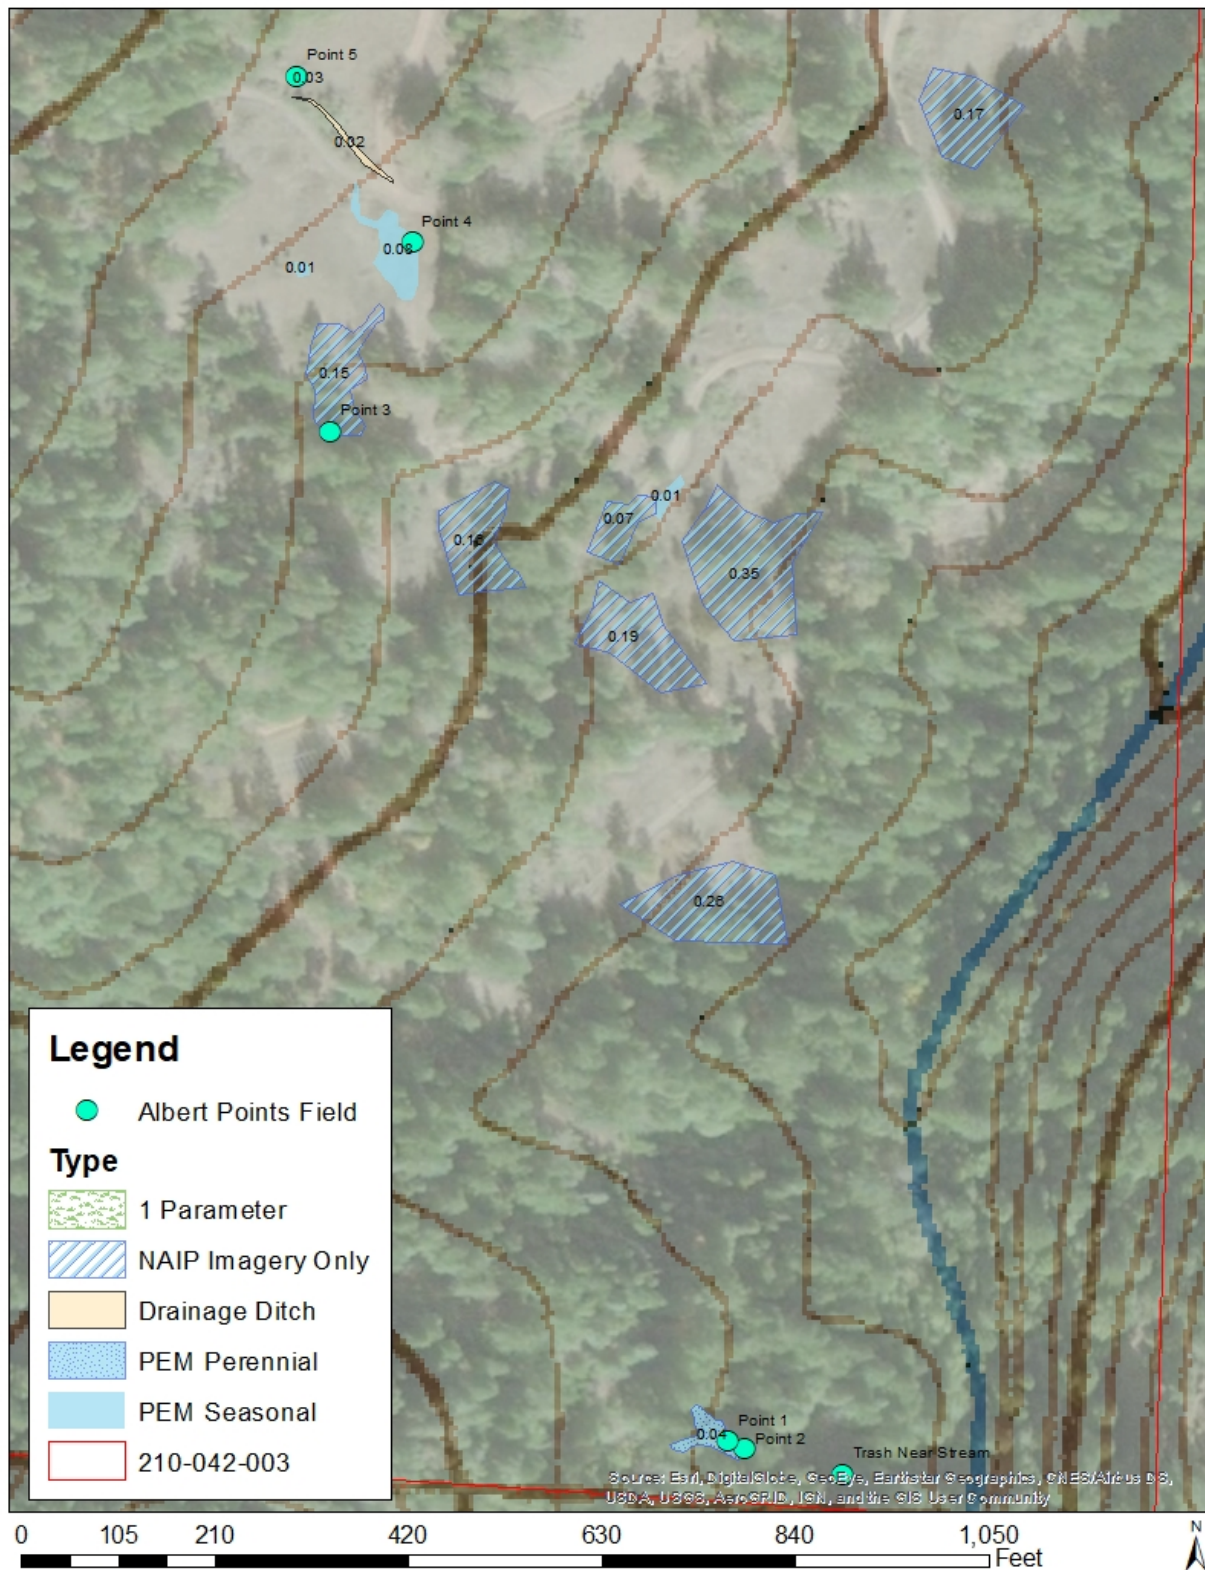 Point 5
0.03
0.17
0.02
Point 4
0.08
0.01
0.15
Point 3
0.01
0.07
0.35
0.19
Legend
Albert Points Field
Type
1 Parameter
NAIP Imagery Only
Drainage Ditch
PEM Perennial
PEM Seasonal
210-042-003
Point 1
0.04
Point 2
Trash Near Stream
Source: Esri, DigitalGlobe, GeoEye, Earthstar Geographics, CNES/Airbus DS,
USDA, USGS, AeroGRID, IGN, and the GIS User Community
0 105 210 420 630 840 1,050
Feet
N